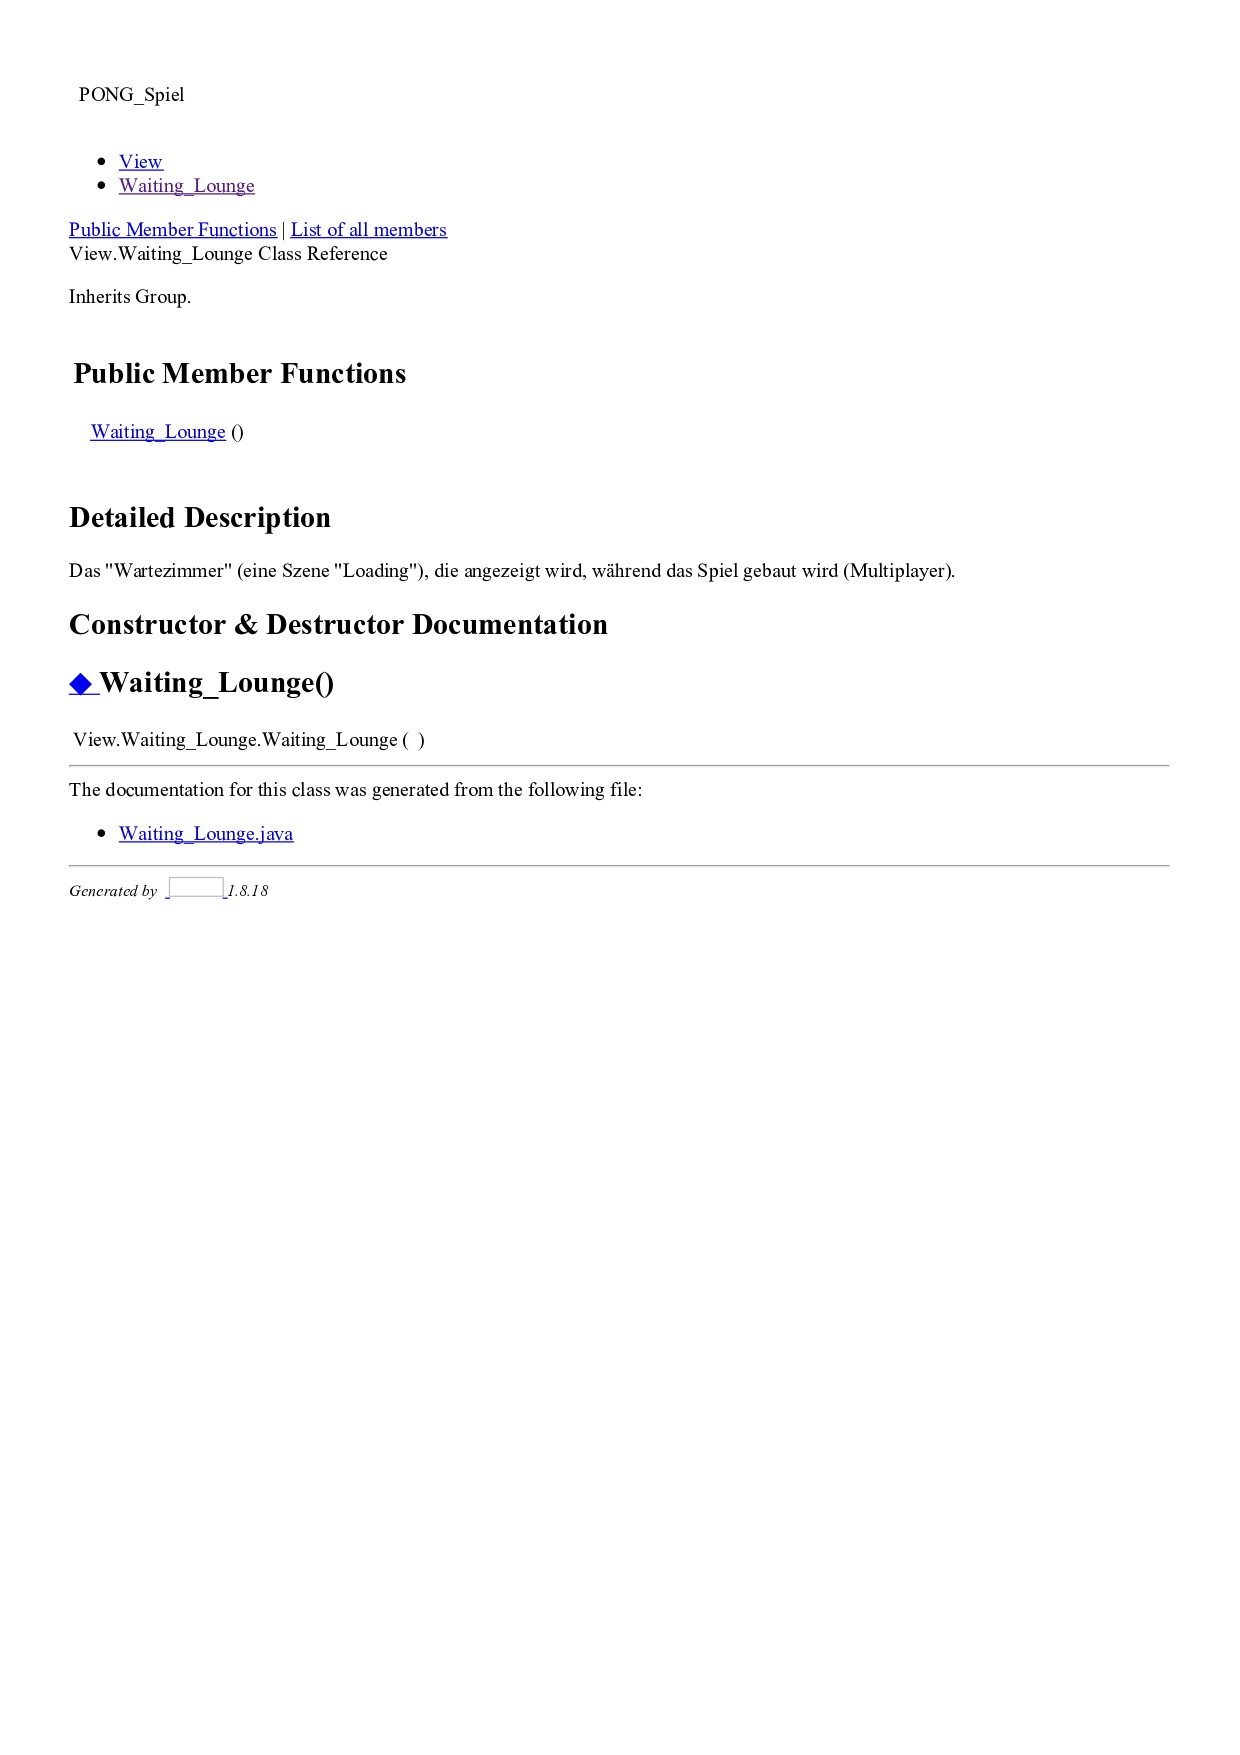 PONG_Spiel
View
Waiting_Lounge
Public Member Functions | List of all members
View.Waiting_Lounge Class Reference
Inherits Group.
Public Member Functions
Waiting_Lounge ()
Detailed Description
Das "Wartezimmer" (eine Szene "Loading"), die angezeigt wird, während das Spiel gebaut wird (Multiplayer).
Constructor & Destructor Documentation
◆ Waiting_Lounge()
View.Waiting_Lounge.Waiting_Lounge ( )
The documentation for this class was generated from the following file:
Waiting_Lounge.java
Generated by 1.8.18